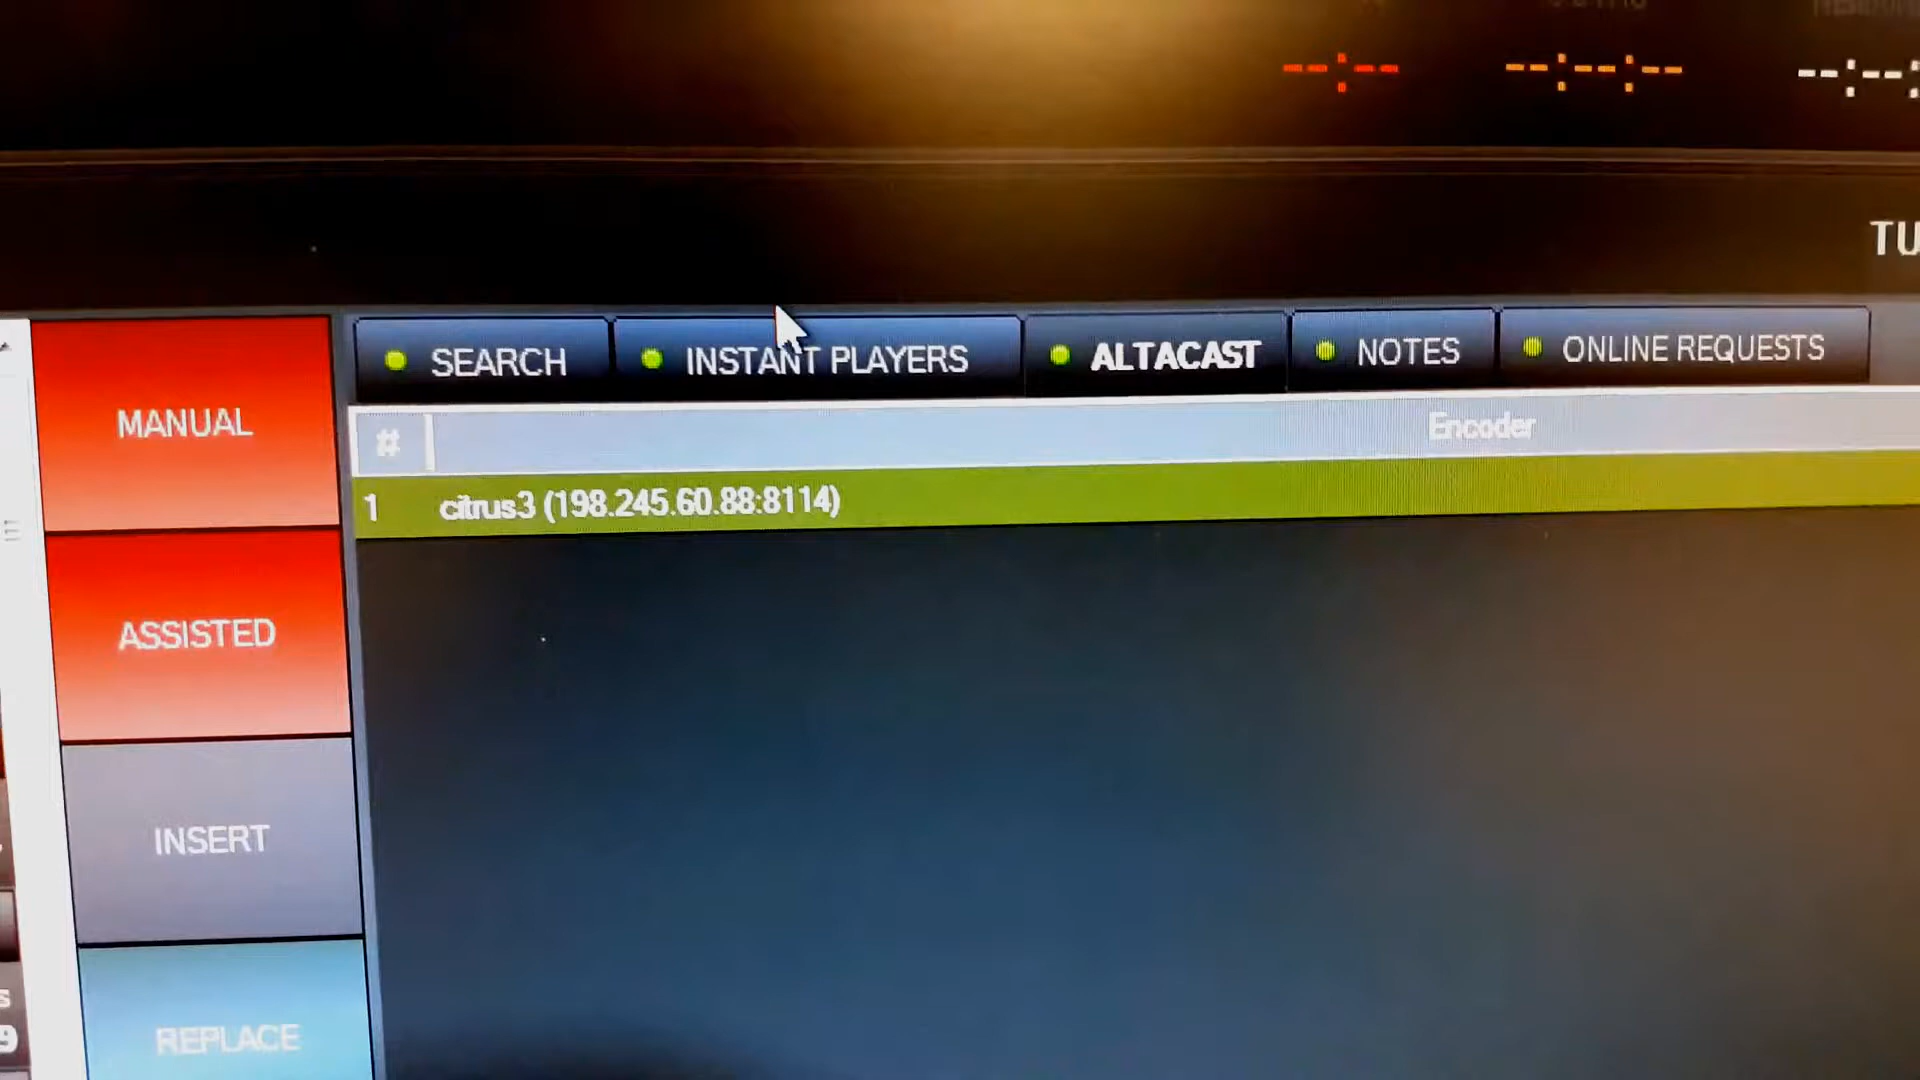 --:--
--:--:--
TU
SEARCH
INSTANT PLAYERS
ALTACAST
NOTES
ONLINE REQUESTS
# Encoder
1 citrus3 (198.245.60.88:8114)
MANUAL
ASSISTED
INSERT
REPLACE